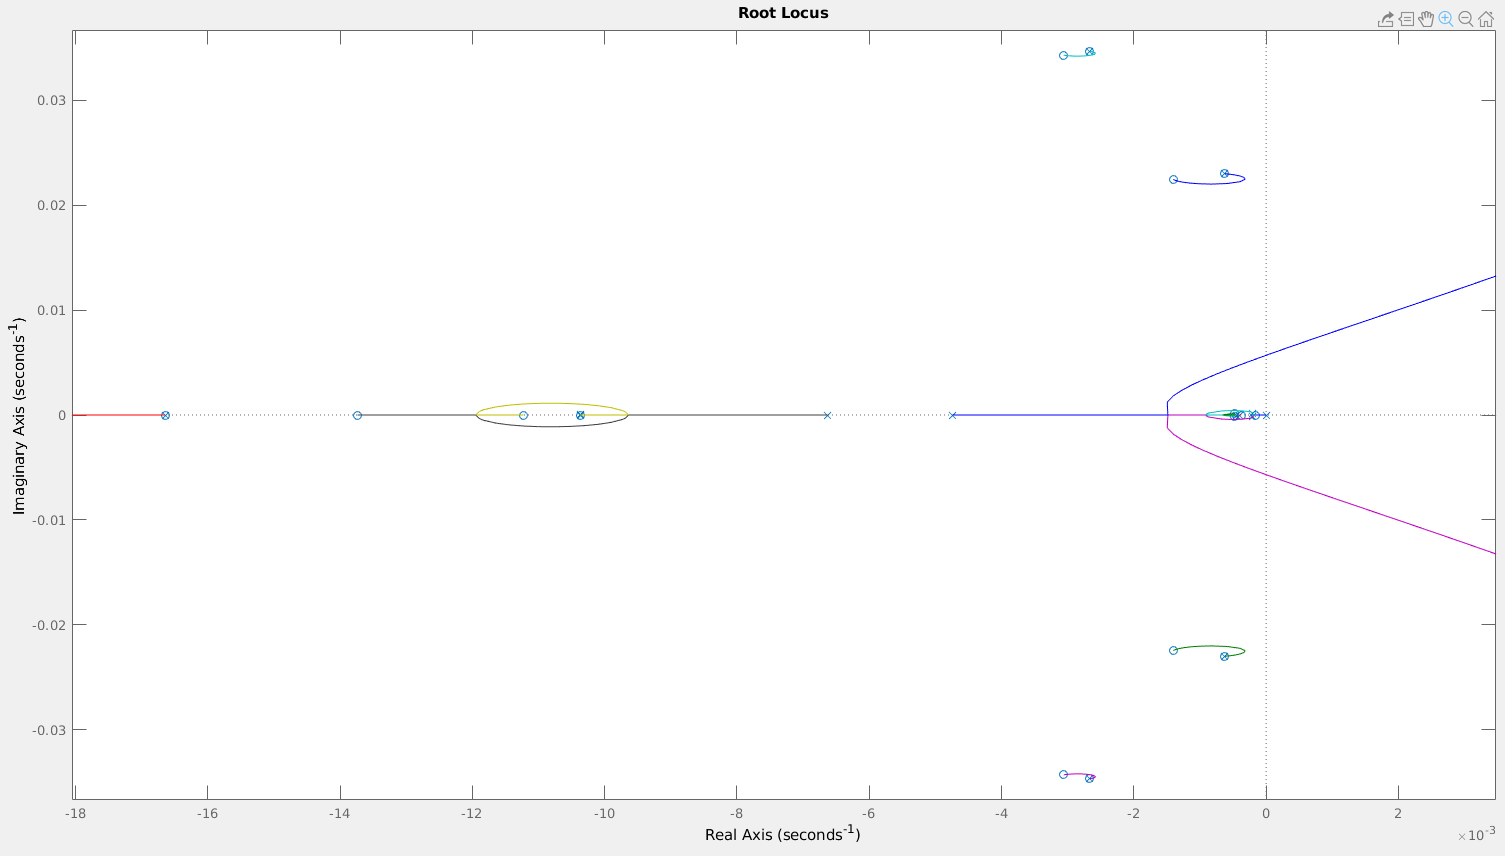 Root Locus
Imaginary Axis (seconds⁻¹)
0.03
0.02
0.01
0
-0.01
-0.02
-0.03
-18 -16 -14 -12 -10 -8 -6 -4 -2 0 2
Real Axis (seconds⁻¹)
×10⁻³